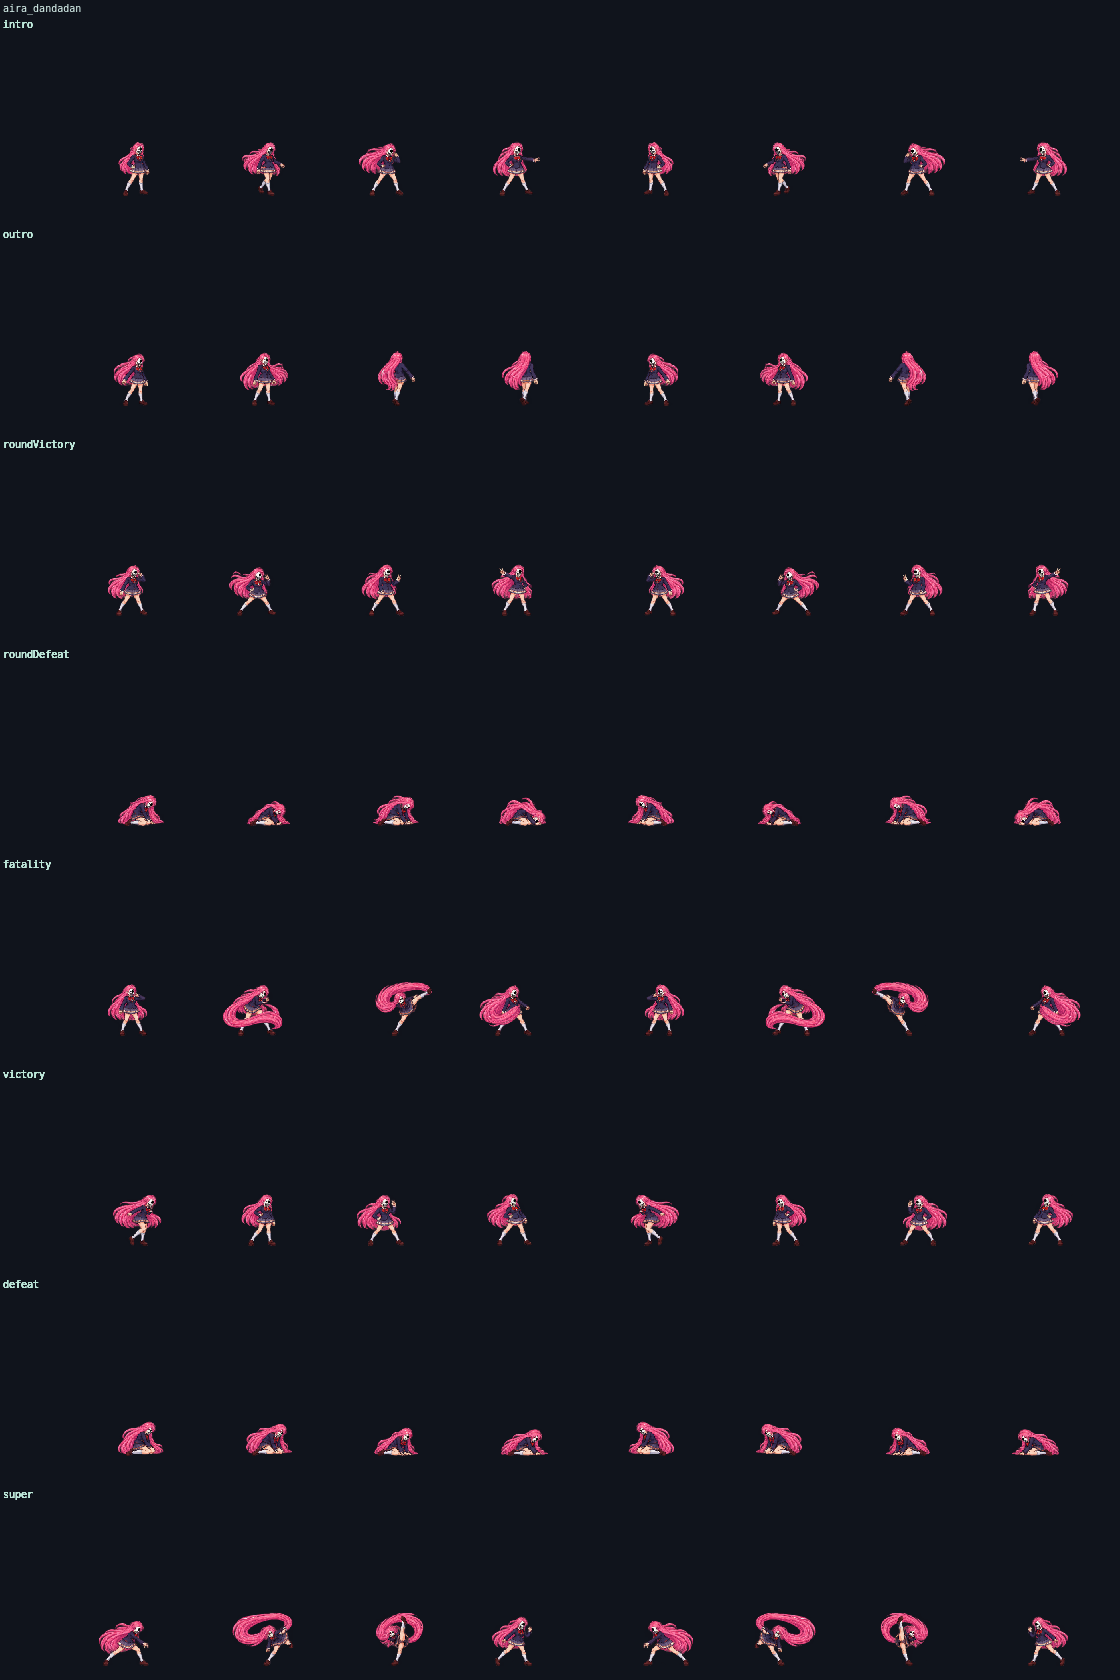 aira_dandadan
intro
outro
roundVictory
roundDefeat
fatality
victory
defeat
super